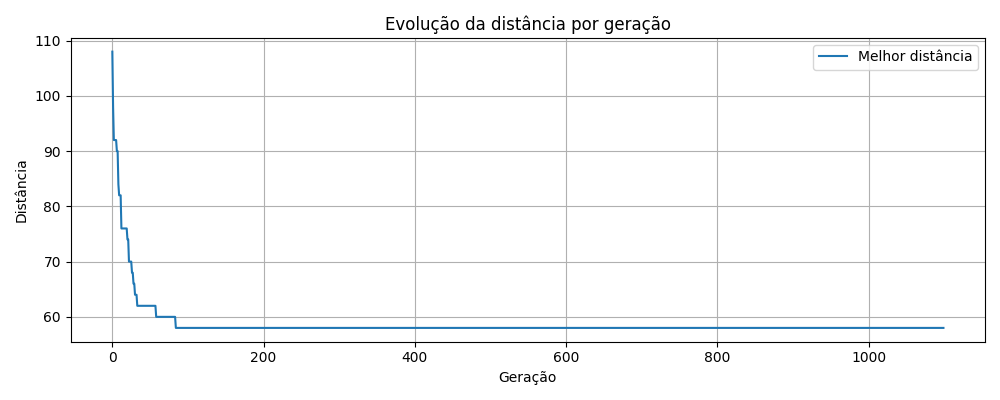 Evolução da distância por geração
Melhor distância
Distância
110
100
90
80
70
60
0 200 400 600 800 1000
Geração